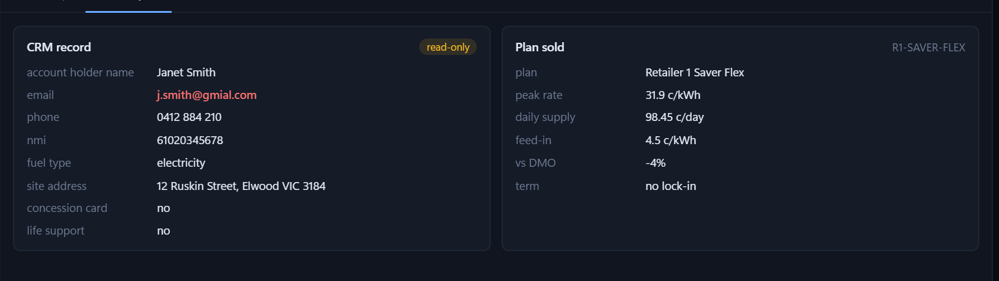 CRM record
read-only
account holder name Janet Smith
email j.smith@gmial.com
phone 0412 884 210
nmi 61020345678
fuel type electricity
site address 12 Ruskin Street, Elwood VIC 3184
concession card no
life support no
Plan sold
R1-SAVER-FLEX
plan Retailer 1 Saver Flex
peak rate 31.9 c/kWh
daily supply 98.45 c/day
feed-in 4.5 c/kWh
vs DMO -4%
term no lock-in